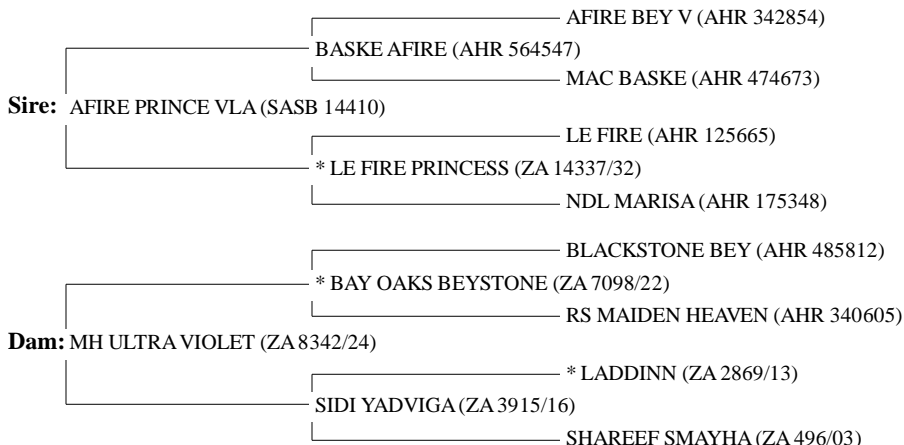 AFIRE BEY V (AHR 342854)
BASKE AFIRE (AHR 564547)
MAC BASKE (AHR 474673)
Sire: AFIRE PRINCE VLA (SASB 14410)
LE FIRE (AHR 125665)
* LE FIRE PRINCESS (ZA 14337/32)
NDL MARISA (AHR 175348)
BLACKSTONE BEY (AHR 485812)
* BAY OAKS BEYSTONE (ZA 7098/22)
RS MAIDEN HEAVEN (AHR 340605)
Dam: MH ULTRA VIOLET (ZA 8342/24)
* LADDINN (ZA 2869/13)
SIDI YADVIGA (ZA 3915/16)
SHAREEF SMAYHA (ZA 496/03)